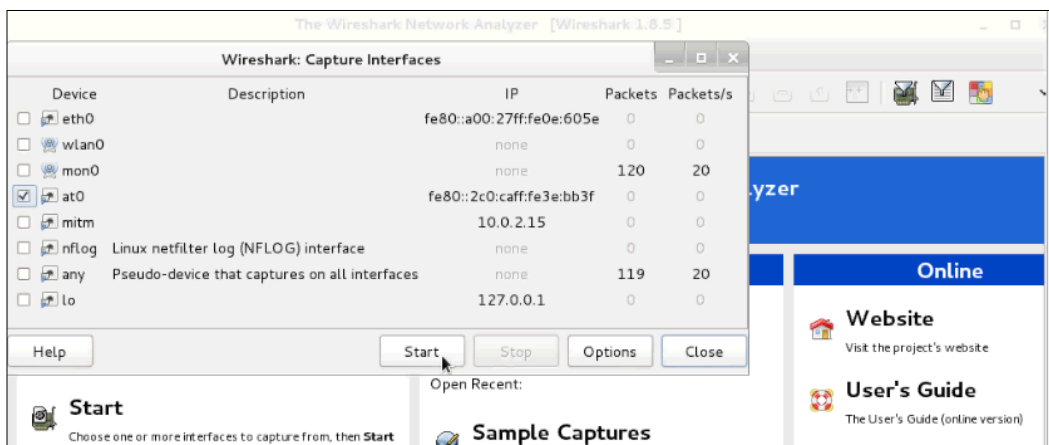 The Wireshark Network Analyzer [Wireshark 1.8.5 ]
Wireshark: Capture Interfaces
Device Description IP Packets Packets/s
eth0 fe80::a00:27ff:fe0e:605e 0 0
wlan0 none 0 0
mon0 none 120 20
at0 fe80::2c0:caff:fe3e:bb3f 0 0
mitm 10.0.2.15 0 0
nflog Linux netfilter log (NFLOG) interface none 0 0
any Pseudo-device that captures on all interfaces none 119 20
lo 127.0.0.1 0 0
Help Start Stop Options Close
yzer
Online
Website
Visit the project's website
User's Guide
The User's Guide (online version)
Open Recent:
Start
Choose one or more interfaces to capture from, then Start
Sample Captures